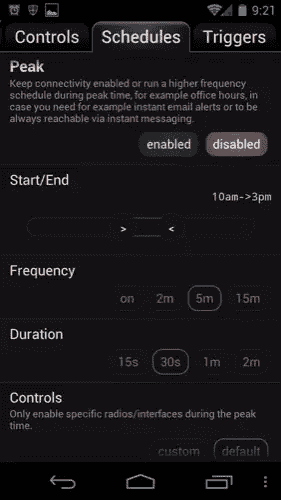 9:21
Controls Schedules Triggers
Peak
Keep connectivity enabled or run a higher frequency
schedule during peak time, for example office hours, in
case you need for example instant email alerts or to be
always reachable via instant messaging.
enabled disabled
Start/End
10am->3pm
> <
Frequency
on 2m 5m 15m
Duration
15s 30s 1m 2m
Controls
Only enable specific radios/interfaces during the peak
time.
custom default